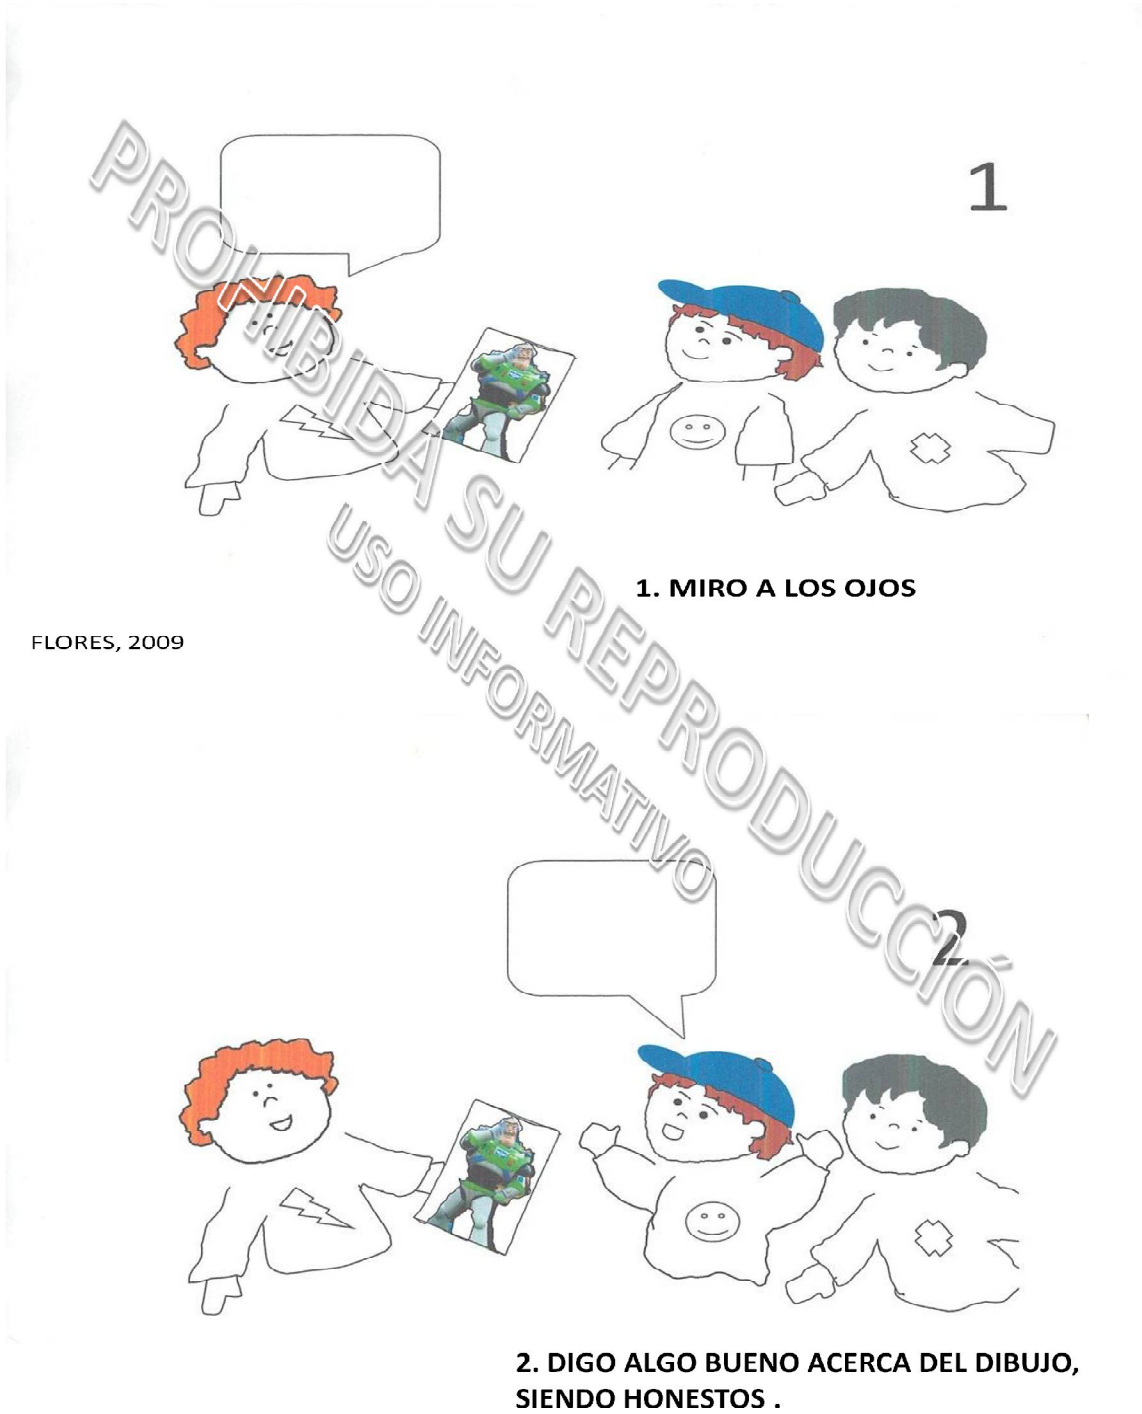 1
1. MIRO A LOS OJOS
FLORES, 2009
PROHIBIDA SU REPRODUCCIÓN
USO INFORMATIVO
2
2. DIGO ALGO BUENO ACERCA DEL DIBUJO,
SIENDO HONESTOS .